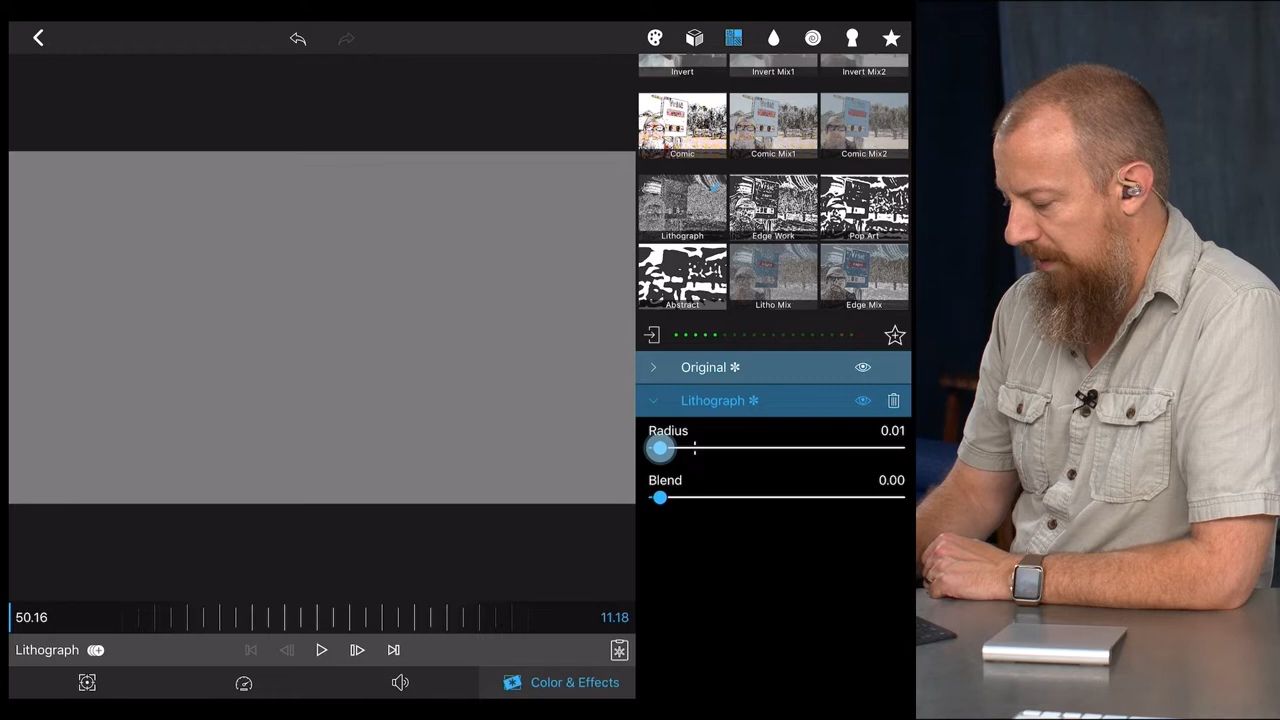 Invert
Invert Mix1
Invert Mix2
Comic
Comic Mix1
Comic Mix2
Lithograph
Edge Work
Pop Art
Abstract
Litho Mix
Edge Mix
Original ✻
Lithograph ✻
Radius 0.01
Blend 0.00
50.16
11.18
Lithograph
Color & Effects